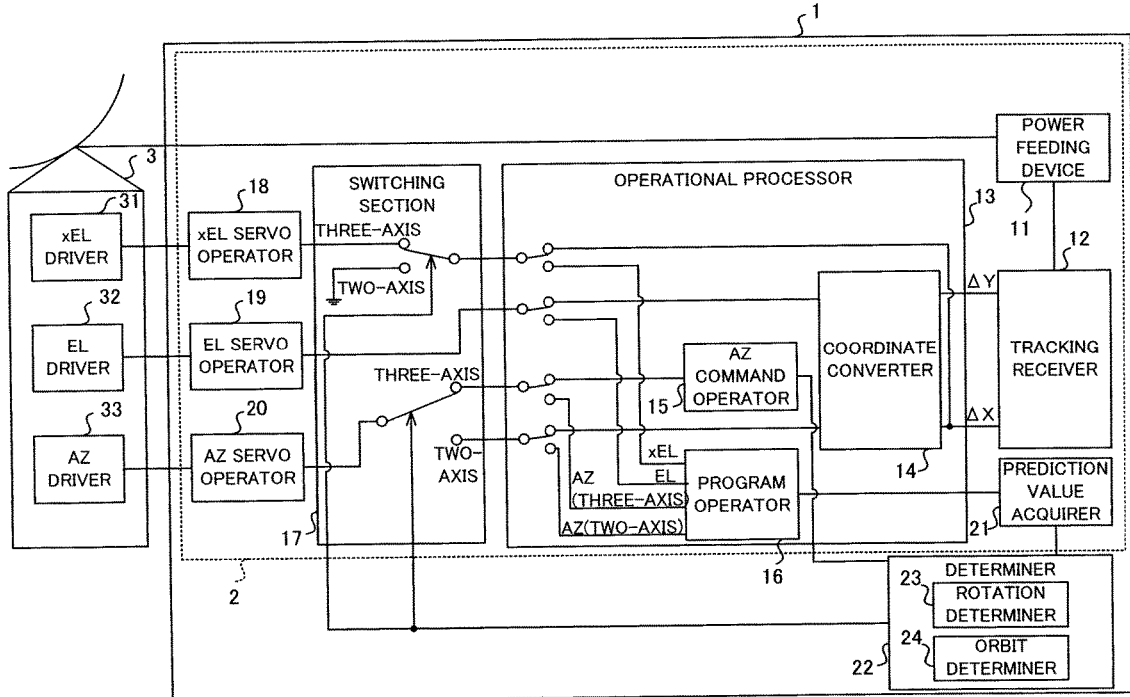 1
POWER
FEEDING
DEVICE
11
3
31
xEL
DRIVER
18
xEL SERVO
OPERATOR
SWITCHING
SECTION
THREE-AXIS
TWO-AXIS
OPERATIONAL PROCESSOR
13
12
ΔY
TRACKING
RECEIVER
ΔX
32
EL
DRIVER
19
EL SERVO
OPERATOR
COORDINATE
CONVERTER
14
THREE-AXIS
AZ
COMMAND
OPERATOR
15
33
AZ
DRIVER
20
AZ SERVO
OPERATOR
TWO-
AXIS
xEL
EL
AZ
(THREE-AXIS)
AZ(TWO-AXIS)
PROGRAM
OPERATOR
16
PREDICTION
VALUE
ACQUIRER
21
17
2
DETERMINER
23
ROTATION
DETERMINER
24
ORBIT
DETERMINER
22